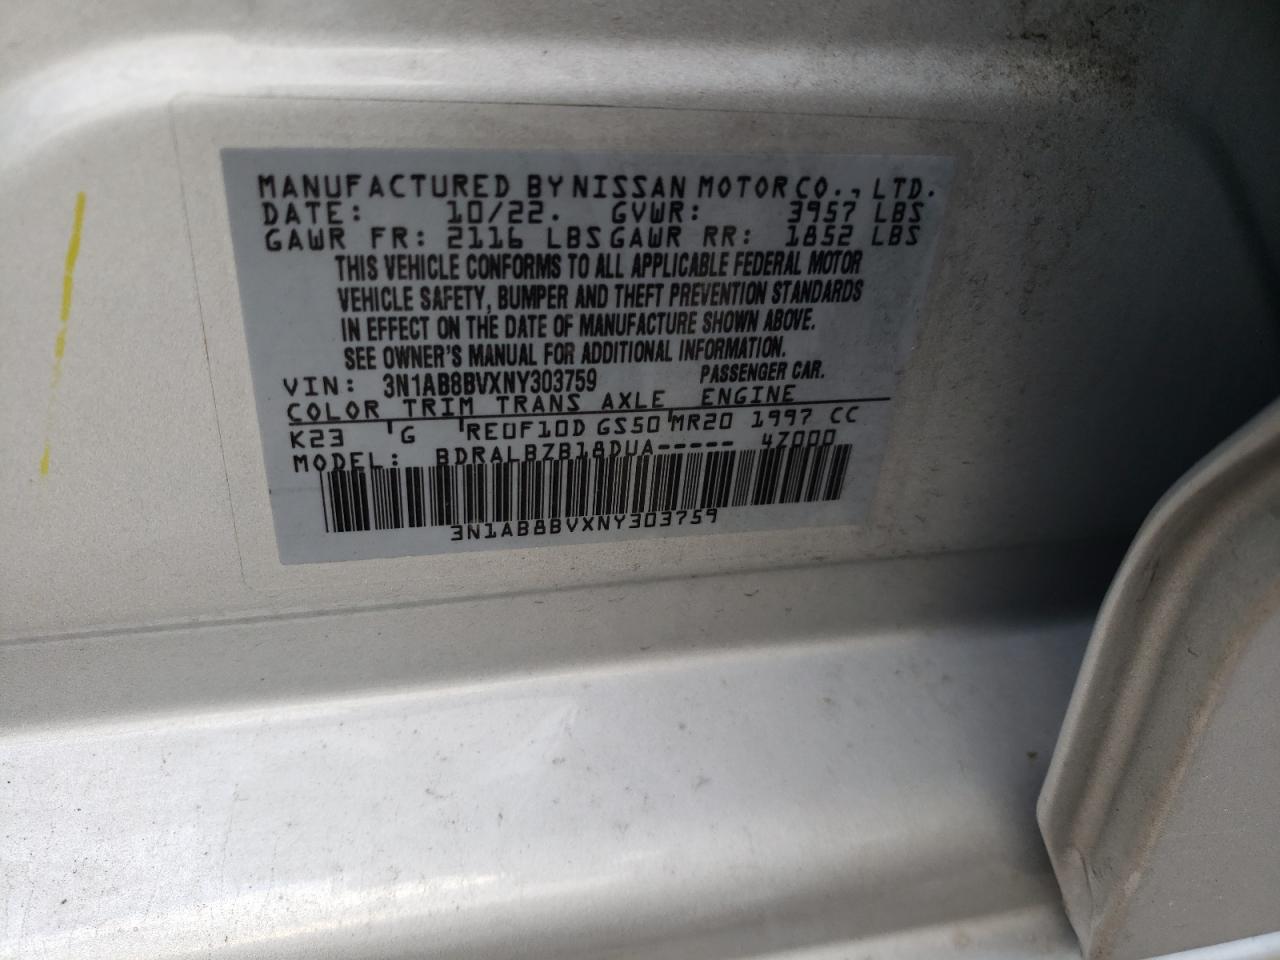 MANUFACTURED BY NISSAN MOTOR CO., LTD.
DATE: 10/22. GVWR: 3957 LBS
GAWR FR: 2116 LBS GAWR RR: 1852 LBS
THIS VEHICLE CONFORMS TO ALL APPLICABLE FEDERAL MOTOR
VEHICLE SAFETY, BUMPER AND THEFT PREVENTION STANDARDS
IN EFFECT ON THE DATE OF MANUFACTURE SHOWN ABOVE.
SEE OWNER'S MANUAL FOR ADDITIONAL INFORMATION.
VIN: 3N1AB8BVXNY303759 PASSENGER CAR.
COLOR TRIM TRANS AXLE ENGINE
K23 G RE0F10D GS50 MR20 1997 CC
MODEL: BDRALBZB18DUA----- 4Z000
3N1AB8BVXNY303759